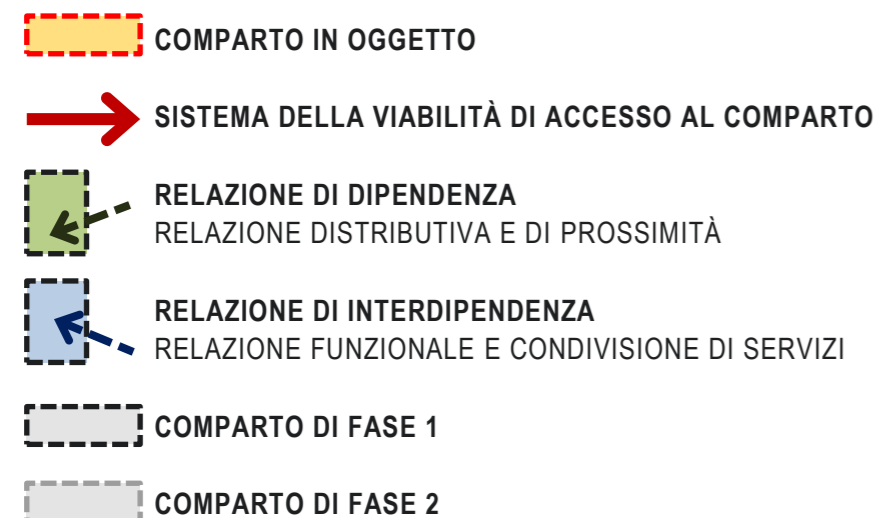 COMPARTO IN OGGETTO
SISTEMA DELLA VIABILITÀ DI ACCESSO AL COMPARTO
RELAZIONE DI DIPENDENZA
RELAZIONE DISTRIBUTIVA E DI PROSSIMITÀ
RELAZIONE DI INTERDIPENDENZA
RELAZIONE FUNZIONALE E CONDIVISIONE DI SERVIZI
COMPARTO DI FASE 1
COMPARTO DI FASE 2